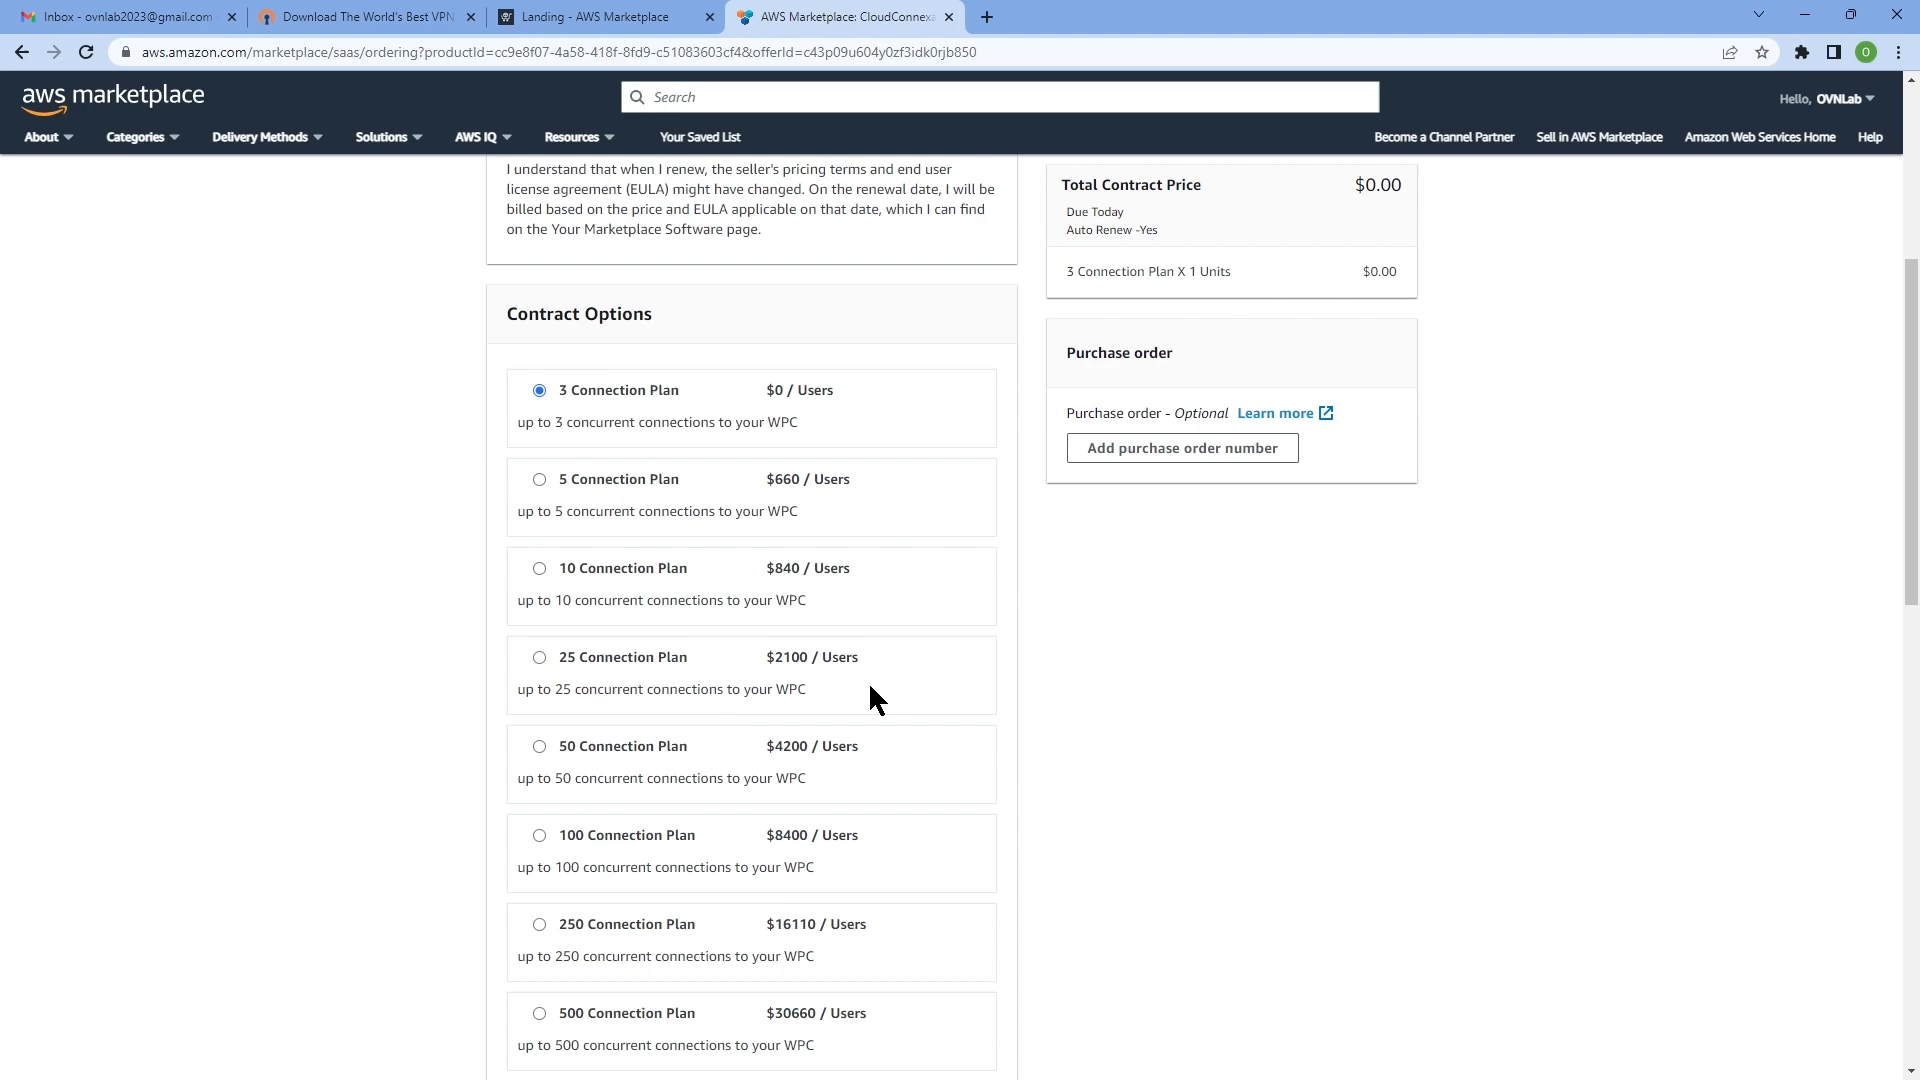 Inbox - ovnlab2023@gmail.com
Download The World's Best VPN
Landing - AWS Marketplace
AWS Marketplace: CloudConnexa
aws.amazon.com/marketplace/saas/ordering?productId=cc9e8f07-4a58-418f-8fd9-c51083603cf4&offerId=c43p09u604y0zf3idk0rjb850
O
aws marketplace
Search
Hello, OVNLab
About
Categories
Delivery Methods
Solutions
AWS IQ
Resources
Your Saved List
Become a Channel Partner
Sell in AWS Marketplace
Amazon Web Services Home
Help
I understand that when I renew, the seller's pricing terms and end user
license agreement (EULA) might have changed. On the renewal date, I will be
billed based on the price and EULA applicable on that date, which I can find
on the Your Marketplace Software page.
Contract Options
3 Connection Plan $0 / Users
up to 3 concurrent connections to your WPC
5 Connection Plan $660 / Users
up to 5 concurrent connections to your WPC
10 Connection Plan $840 / Users
up to 10 concurrent connections to your WPC
25 Connection Plan $2100 / Users
up to 25 concurrent connections to your WPC
50 Connection Plan $4200 / Users
up to 50 concurrent connections to your WPC
100 Connection Plan $8400 / Users
up to 100 concurrent connections to your WPC
250 Connection Plan $16110 / Users
up to 250 concurrent connections to your WPC
500 Connection Plan $30660 / Users
up to 500 concurrent connections to your WPC
Total Contract Price $0.00
Due Today
Auto Renew -Yes
3 Connection Plan X 1 Units $0.00
Purchase order
Purchase order - Optional Learn more
Add purchase order number